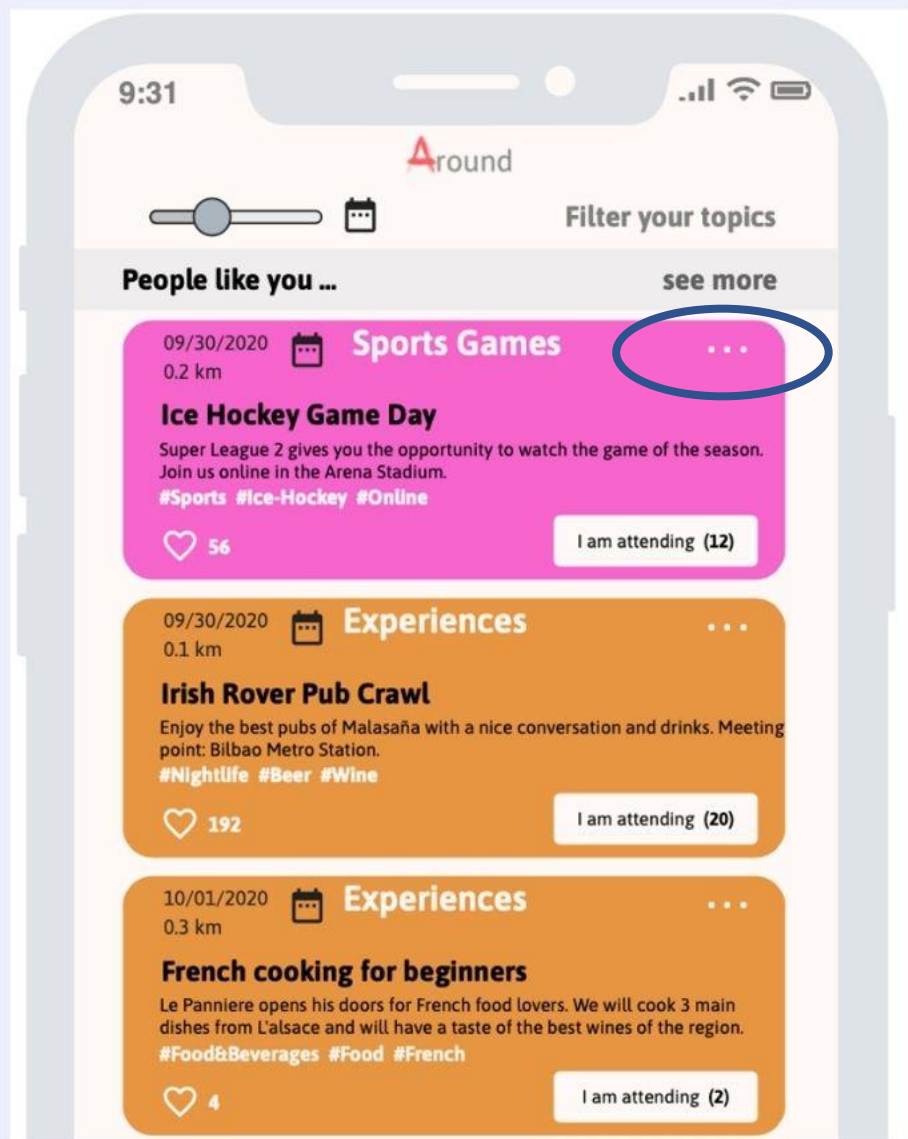 9:31
Around
Filter your topics
People like you ...
see more
09/30/2020
Sports Games
...
0.2 km
Ice Hockey Game Day
Super League 2 gives you the opportunity to watch the game of the season.
Join us online in the Arena Stadium.
#Sports #Ice-Hockey #Online
56
I am attending (12)
09/30/2020
Experiences
...
0.1 km
Irish Rover Pub Crawl
Enjoy the best pubs of Malasaña with a nice conversation and drinks. Meeting
point: Bilbao Metro Station.
#Nightlife #Beer #Wine
192
I am attending (20)
10/01/2020
Experiences
...
0.3 km
French cooking for beginners
Le Panniere opens his doors for French food lovers. We will cook 3 main
dishes from L'alsace and will have a taste of the best wines of the region.
#Food&Beverages #Food #French
4
I am attending (2)